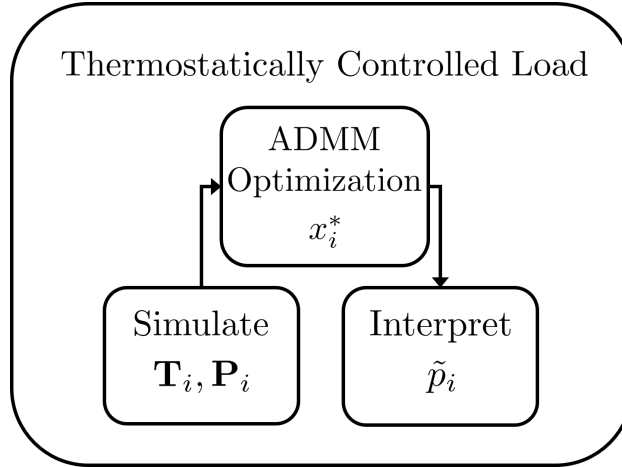 Thermostatically Controlled Load
ADMM
Optimization
x_i^*
Simulate
T_i, P_i
Interpret
p̃_i